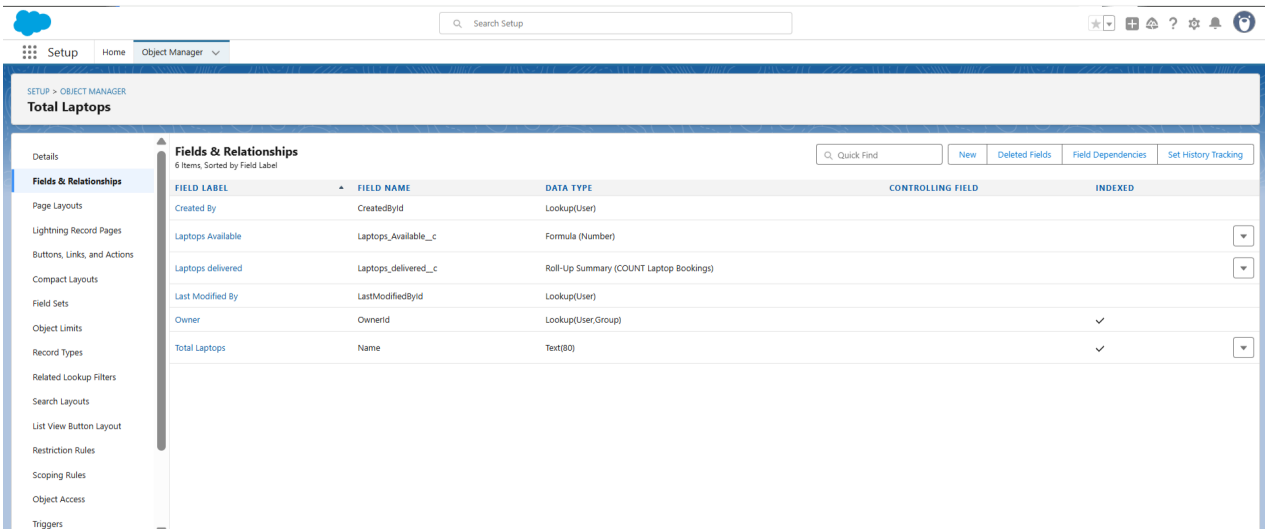 Search Setup
Setup Home Object Manager
SETUP > OBJECT MANAGER
Total Laptops
Details
Fields & Relationships
Page Layouts
Lightning Record Pages
Buttons, Links, and Actions
Compact Layouts
Field Sets
Object Limits
Record Types
Related Lookup Filters
Search Layouts
List View Button Layout
Restriction Rules
Scoping Rules
Object Access
Triggers
Fields & Relationships
6 Items, Sorted by Field Label
Quick Find New Deleted Fields Field Dependencies Set History Tracking
FIELD LABEL FIELD NAME DATA TYPE CONTROLLING FIELD INDEXED
Created By CreatedById Lookup(User)
Laptops Available Laptops_Available__c Formula (Number)
Laptops delivered Laptops_delivered__c Roll-Up Summary (COUNT Laptop Bookings)
Last Modified By LastModifiedById Lookup(User)
Owner OwnerId Lookup(User,Group)
Total Laptops Name Text(80)